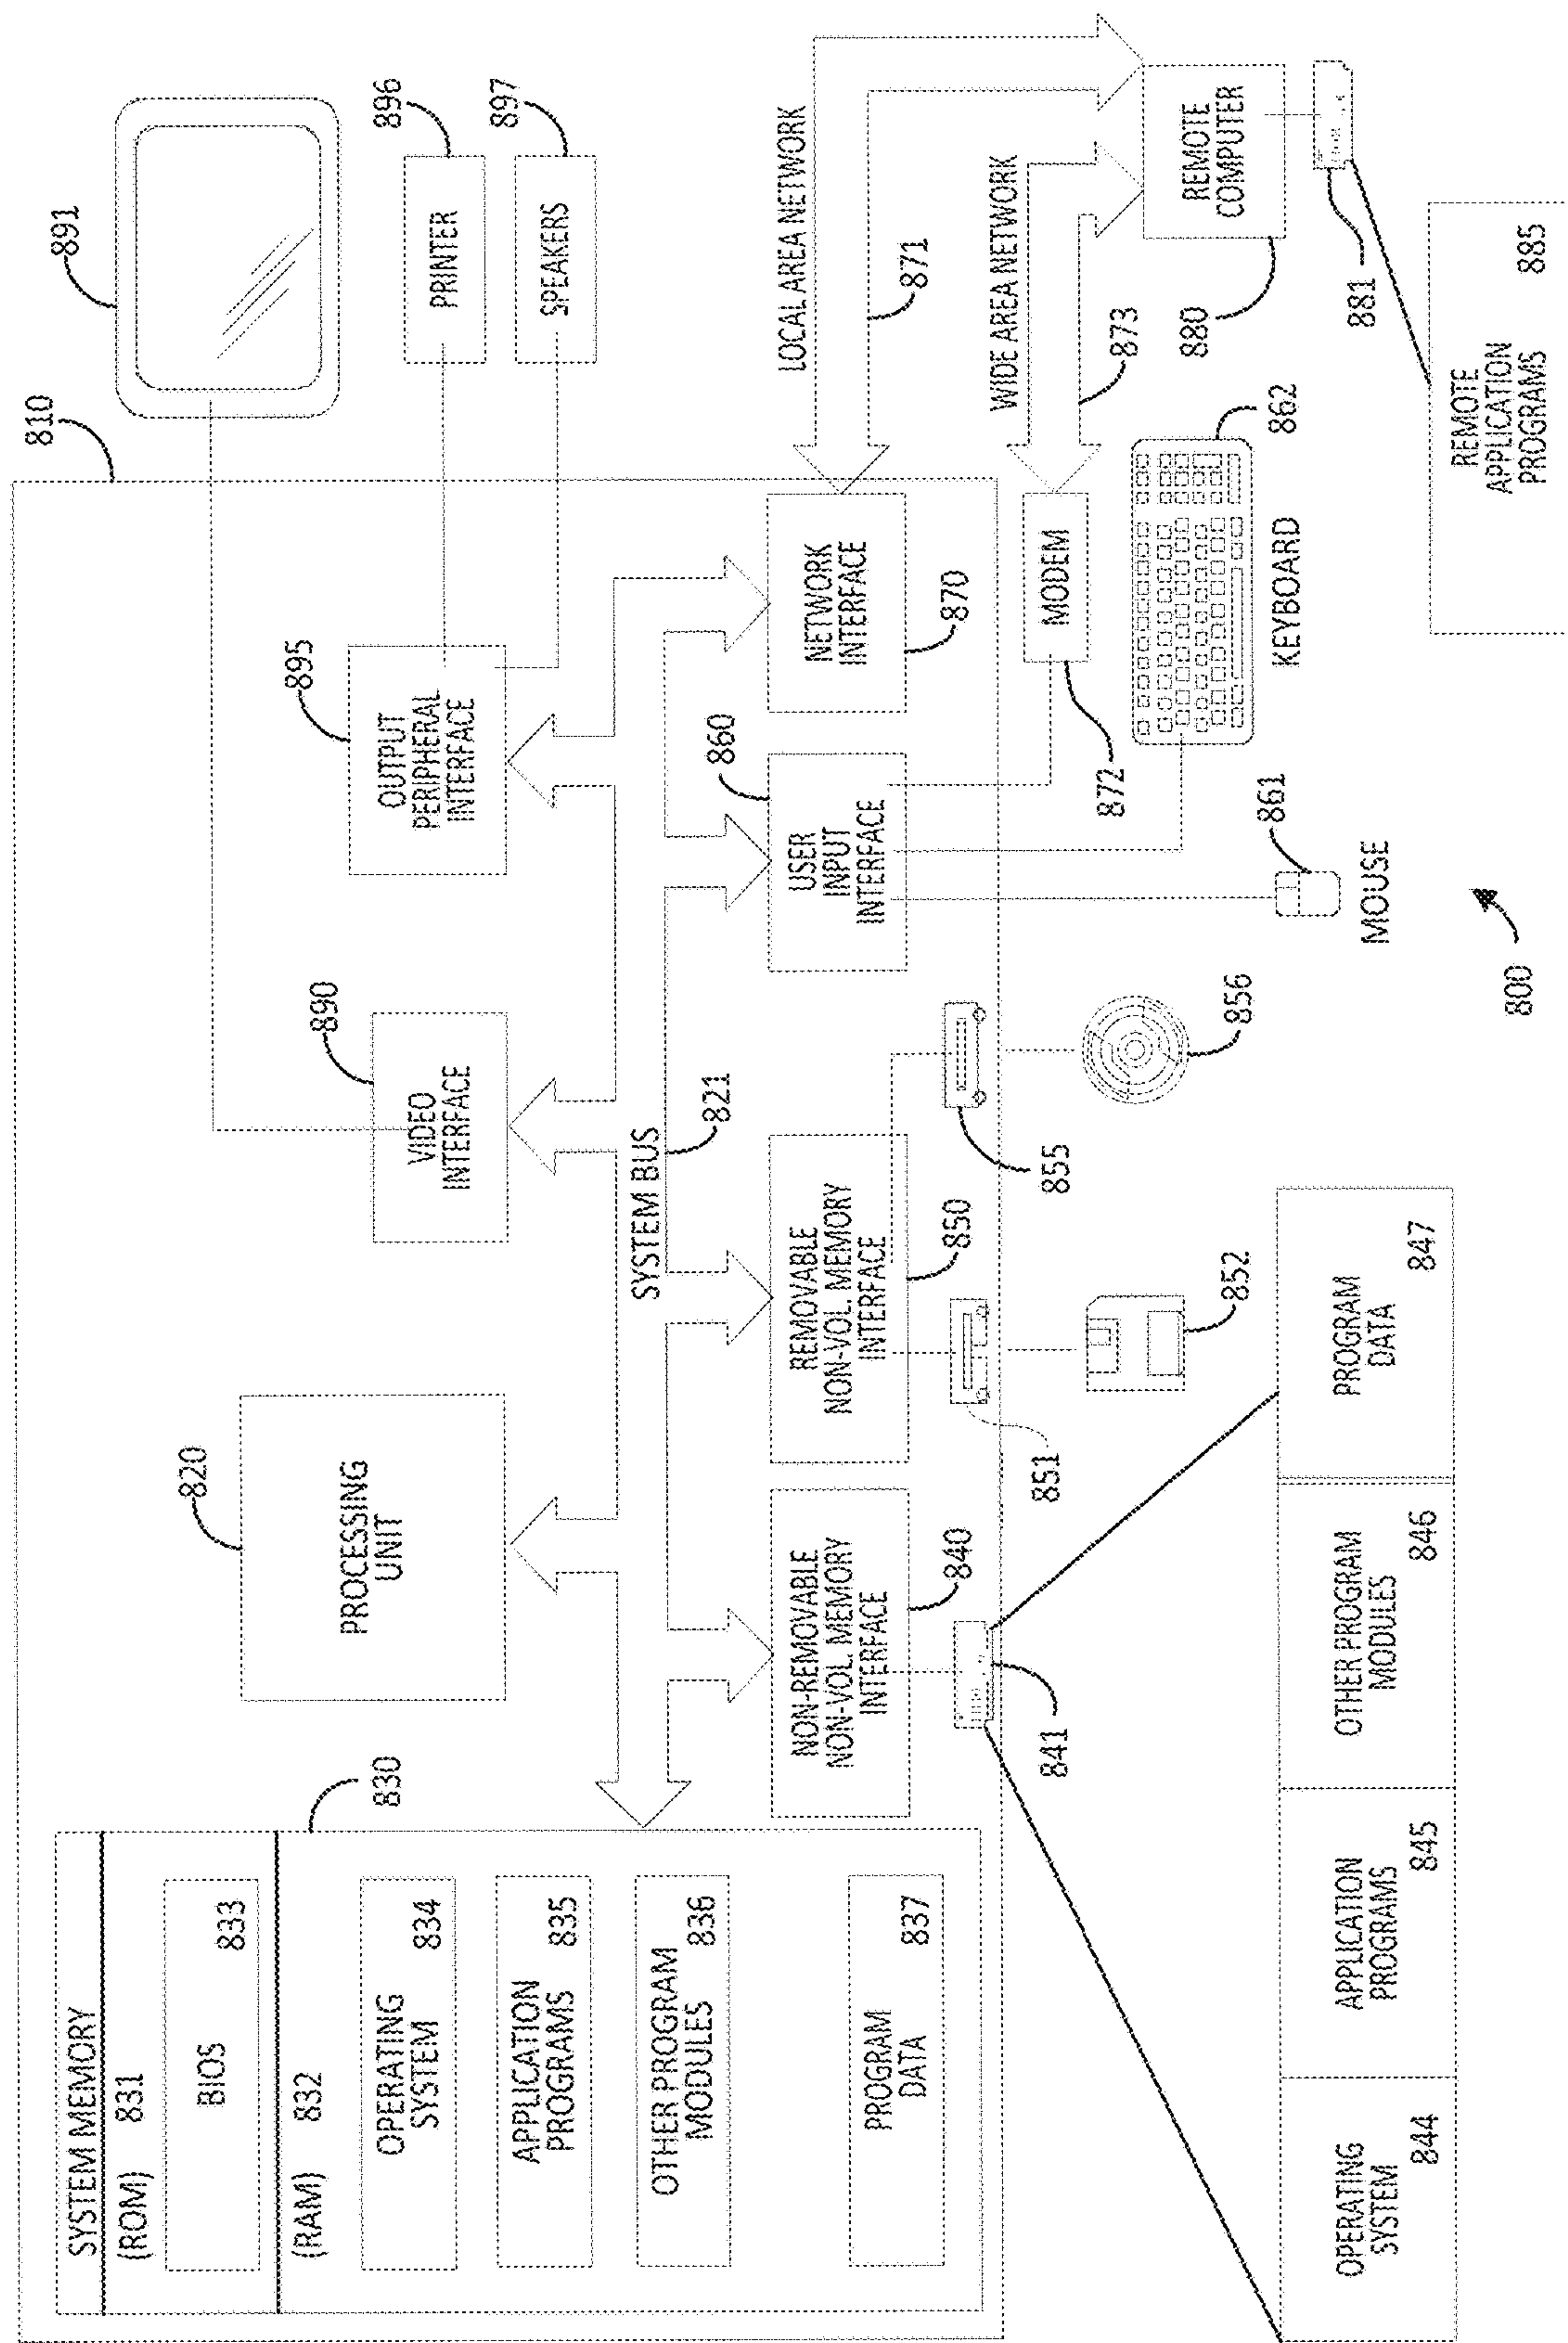 810
SYSTEM MEMORY
(ROM) 831
BIOS
833
(RAM) 832
OPERATING
SYSTEM
834
APPLICATION
PROGRAMS
835
OTHER PROGRAM
MODULES
836
PROGRAM
DATA
837
830
PROCESSING
UNIT
820
VIDEO
INTERFACE
890
OUTPUT
PERIPHERAL
INTERFACE
895
891
PRINTER
896
SPEAKERS
897
SYSTEM BUS
821
NON-REMOVABLE
NON-VOL. MEMORY
INTERFACE
840
REMOVABLE
NON-VOL. MEMORY
INTERFACE
850
USER
INPUT
INTERFACE
860
NETWORK
INTERFACE
870
LOCAL AREA NETWORK
871
WIDE AREA NETWORK
873
841
851
855
852
856
MODEM
872
KEYBOARD
862
MOUSE
861
REMOTE
COMPUTER
880
881
REMOTE
APPLICATION
PROGRAMS
885
OPERATING
SYSTEM
844
APPLICATION
PROGRAMS
845
OTHER PROGRAM
MODULES
846
PROGRAM
DATA
847
800